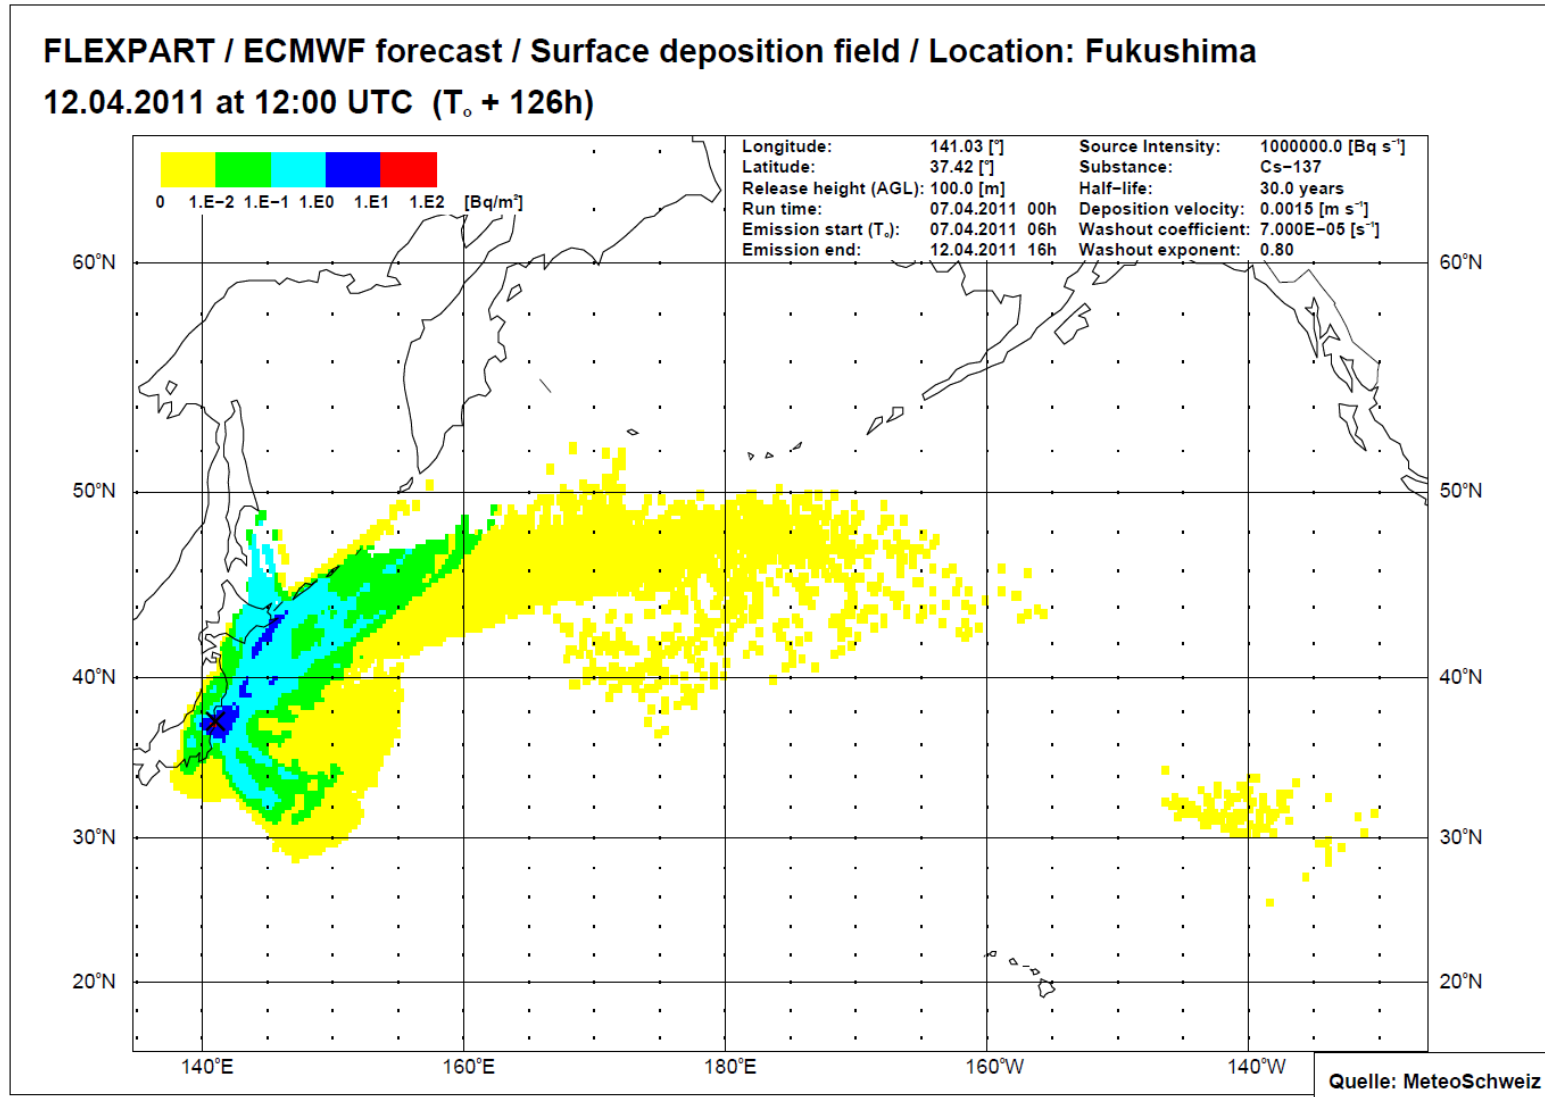 FLEXPART / ECMWF forecast / Surface deposition field / Location: Fukushima
12.04.2011 at 12:00 UTC (T₀ + 126h)
0 1.E−2 1.E−1 1.E0 1.E1 1.E2 [Bq/m²]
Longitude: 141.03 [°] Source Intensity: 1000000.0 [Bq s⁻¹]
Latitude: 37.42 [°] Substance: Cs−137
Release height (AGL): 100.0 [m] Half−life: 30.0 years
Run time: 07.04.2011 00h Deposition velocity: 0.0015 [m s⁻¹]
Emission start (T₀): 07.04.2011 06h Washout coefficient: 7.000E−05 [s⁻¹]
Emission end: 12.04.2011 16h Washout exponent: 0.80
60°N 60°N
50°N 50°N
40°N 40°N
30°N 30°N
20°N 20°N
140°E 160°E 180°E 160°W 140°W
Quelle: MeteoSchweiz